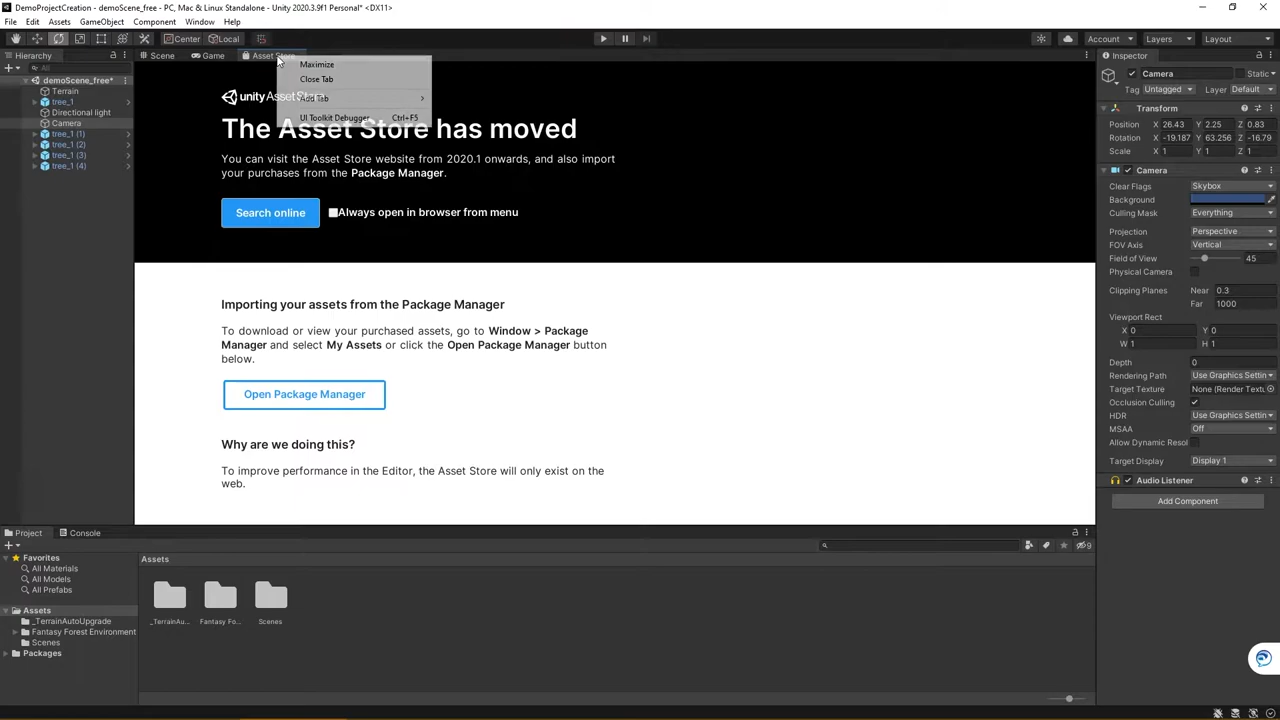 DemoProjectCreation - demoScene_free - PC, Mac & Linux Standalone - Unity 2020.3.9f1 Personal* <DX11>
File Edit Assets GameObject Component Window Help
Center Local
Account Layers Layout
Hierarchy
All
demoScene_free*
Terrain
tree_1
Directional light
Camera
tree_1 (1)
tree_1 (2)
tree_1 (3)
tree_1 (4)
Scene Game Asset Store
Maximize
Close Tab
Add Tab
UI Toolkit Debugger Ctrl+F5
unity Asset Store
The Asset Store has moved
You can visit the Asset Store website from 2020.1 onwards, and also import
your purchases from the Package Manager.
Search online
Always open in browser from menu
Importing your assets from the Package Manager
To download or view your purchased assets, go to Window > Package
Manager and select My Assets or click the Open Package Manager button
below.
Open Package Manager
Why are we doing this?
To improve performance in the Editor, the Asset Store will only exist on the
web.
Inspector
Camera Static
Tag Untagged Layer Default
Transform
Position X 26.43 Y 2.25 Z 0.83
Rotation X -19.187 Y 63.256 Z -16.79
Scale X 1 Y 1 Z 1
Camera
Clear Flags Skybox
Background
Culling Mask Everything
Projection Perspective
FOV Axis Vertical
Field of View 45
Physical Camera
Clipping Planes Near 0.3
Far 1000
Viewport Rect
X 0 Y 0
W 1 H 1
Depth 0
Rendering Path Use Graphics Settin
Target Texture None (Render Textu
Occlusion Culling
HDR Use Graphics Settin
MSAA Off
Allow Dynamic Resol
Target Display Display 1
Audio Listener
Add Component
Project Console
9
Favorites
All Materials
All Models
All Prefabs
Assets
_TerrainAutoUpgrade
Fantasy Forest Environment
Scenes
Packages
Assets
_TerrainAu... Fantasy Fo... Scenes